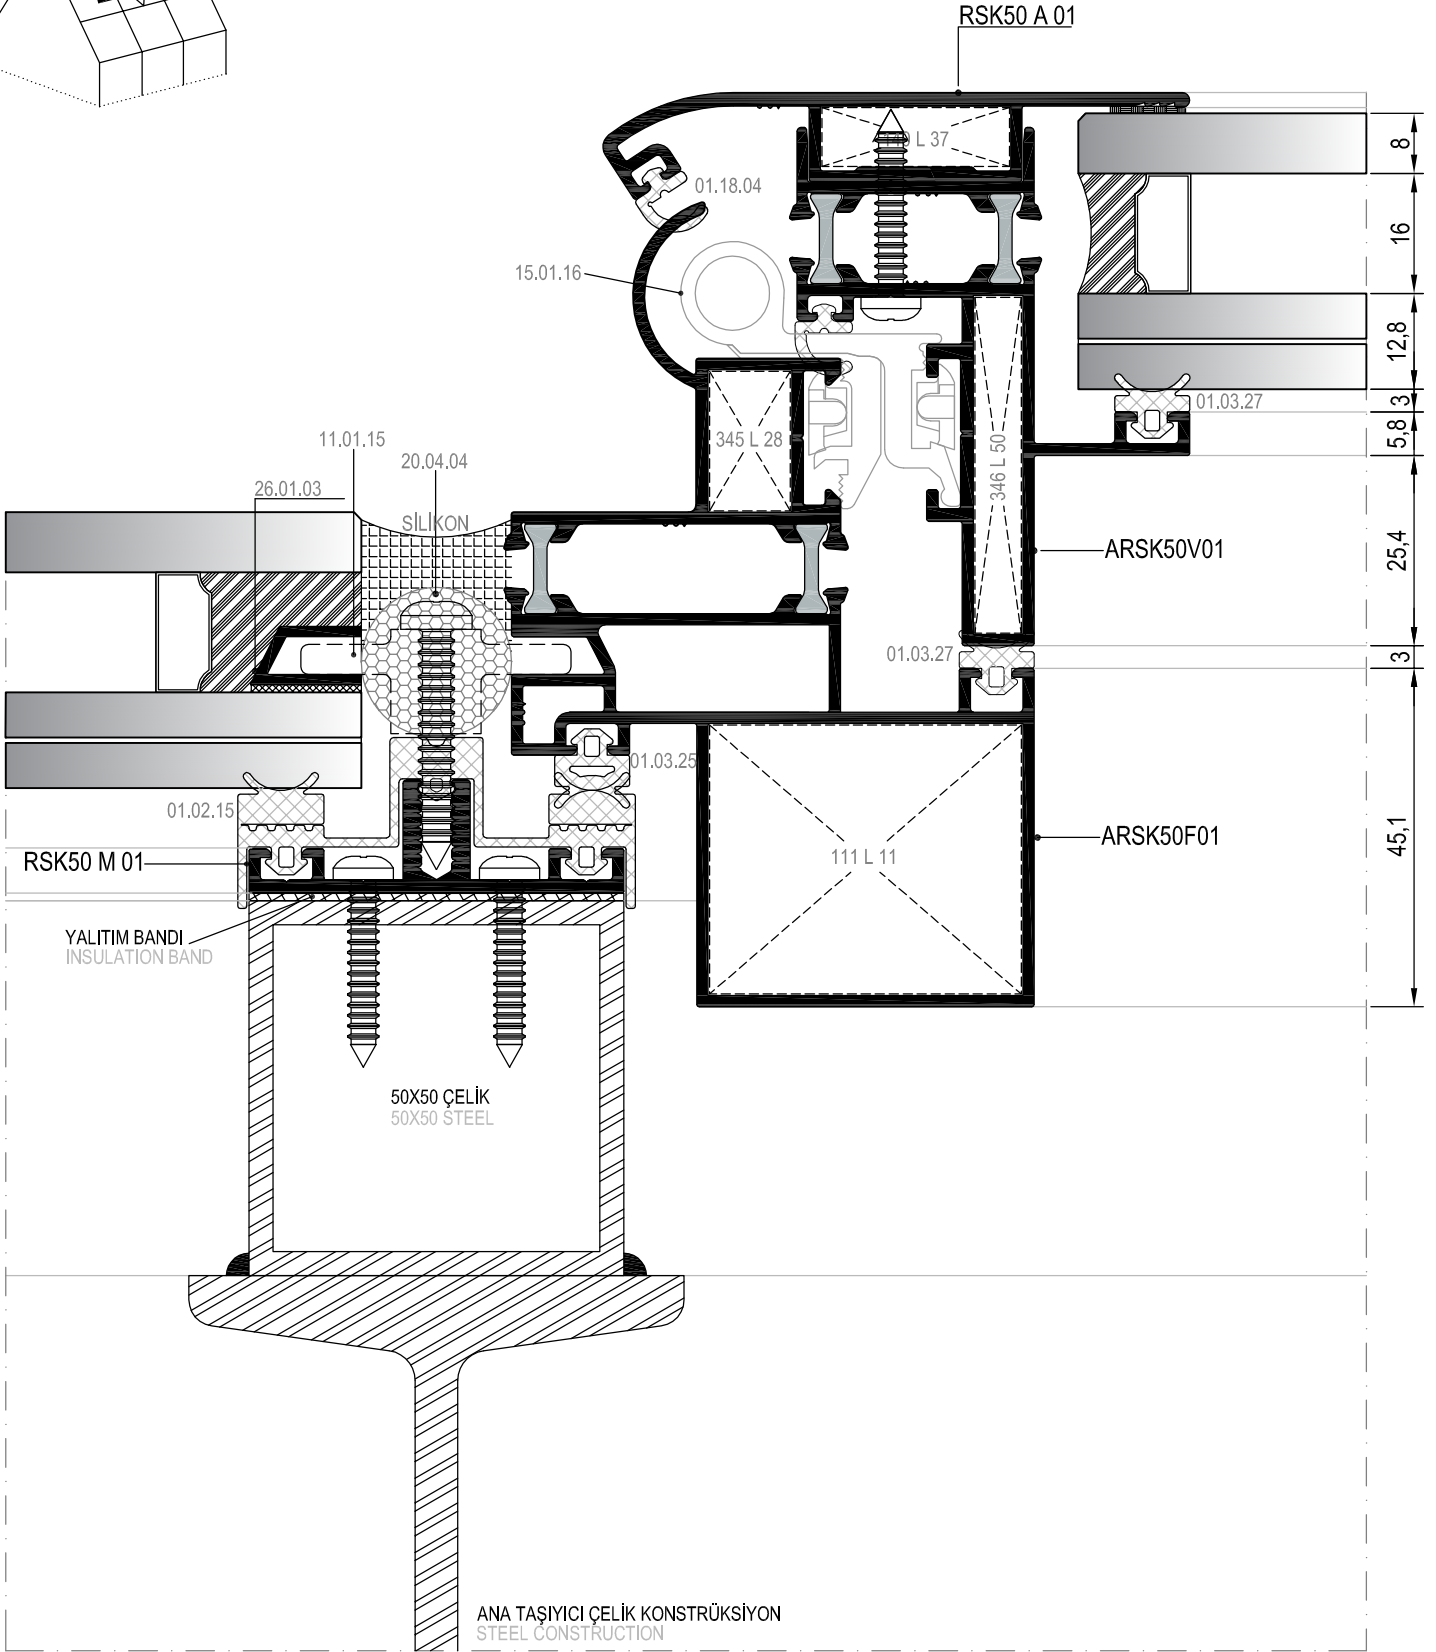 RSK50 A 01
L 37
8
01.18.04
16
15.01.16
12,8
01.03.27
3
345 L 28
5,8
11.01.15
20.04.04
346 L 50
26.01.03
SİLİKON
25,4
ARSK50V01
01.03.27
3
01.03.25
01.02.15
ARSK50F01
111 L 11
45,1
RSK50 M 01
YALITIM BANDI
INSULATION BAND
50X50 ÇELİK
50X50 STEEL
ANA TAŞIYICI ÇELİK KONSTRÜKSİYON
STEEL CONSTRUCTION